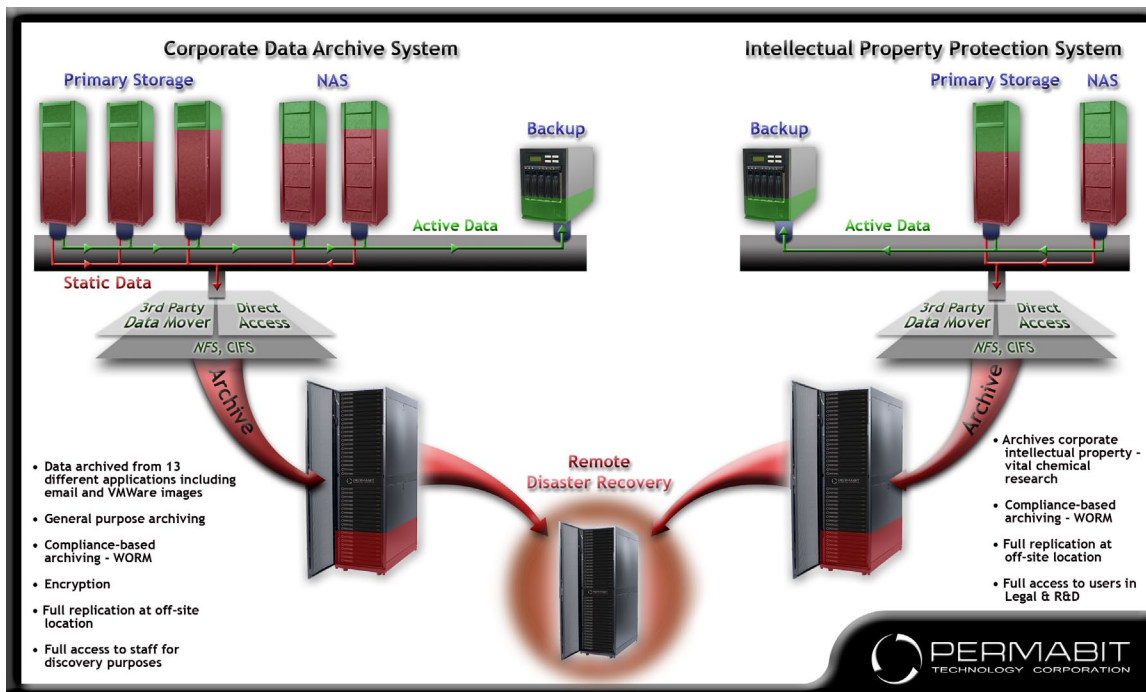 Corporate Data Archive System
Primary Storage
NAS
Backup
Active Data
Static Data
3rd Party
Data Mover
Direct
Access
NFS, CIFS
Archive
• Data archived from 13
different applications including
email and VMWare images
• General purpose archiving
• Compliance-based
archiving - WORM
• Encryption
• Full replication at off-site
location
• Full access to staff for
discovery purposes
Remote
Disaster Recovery
Intellectual Property Protection System
Primary Storage
NAS
Backup
Active Data
3rd Party
Data Mover
Direct
Access
NFS, CIFS
Archive
• Archives corporate
intellectual property -
vital chemical
research
• Compliance-based
archiving - WORM
• Full replication at
off-site location
• Full access to users in
Legal & R&D
PERMABIT
PERMABIT
PERMABIT
TECHNOLOGY CORPORATION